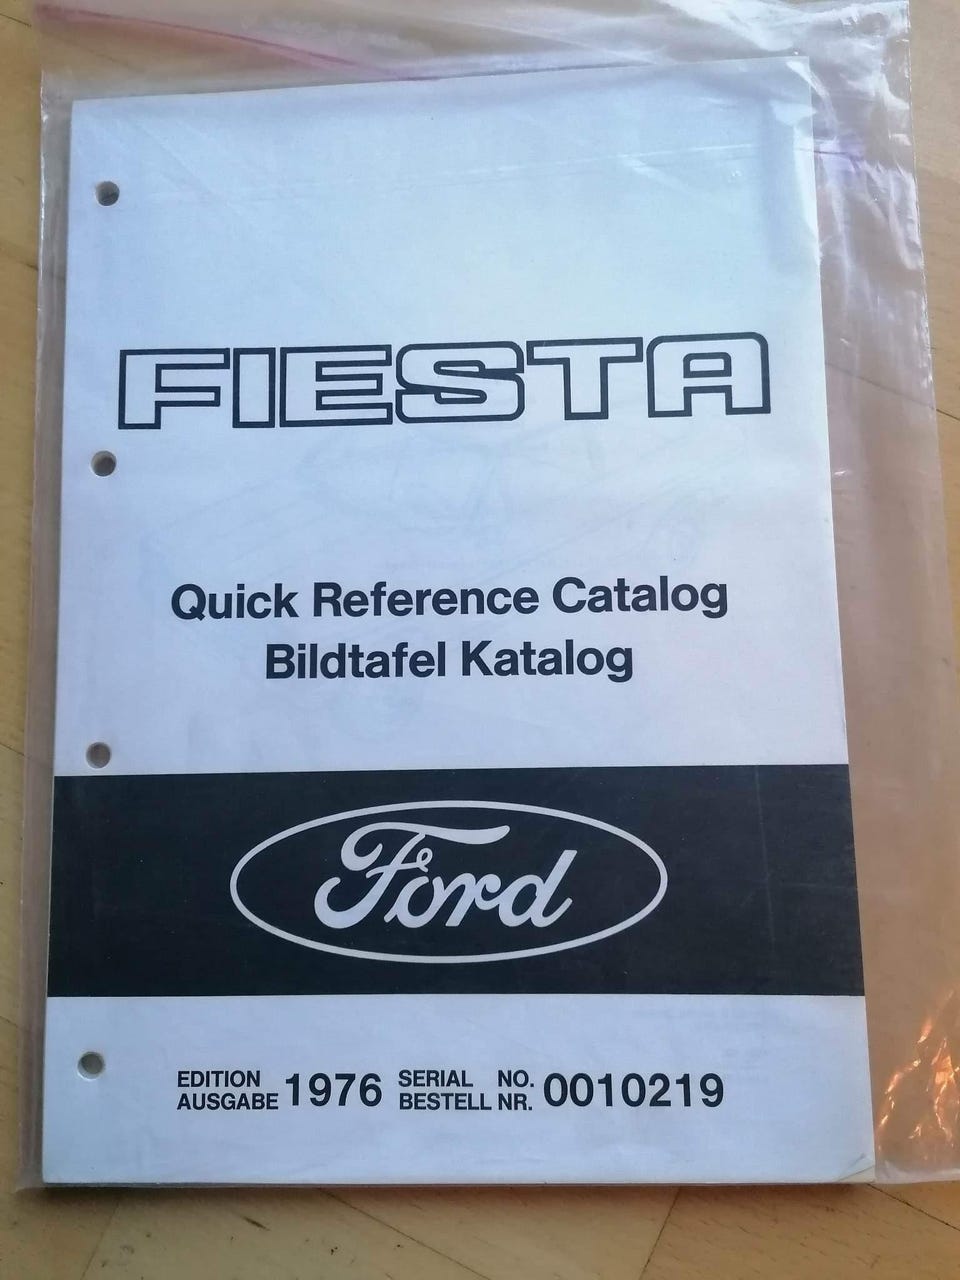 FIESTA
Quick Reference Catalog
Bildtafel Katalog
Ford
EDITION 1976 SERIAL NO. 0010219
AUSGABE BESTELL NR.